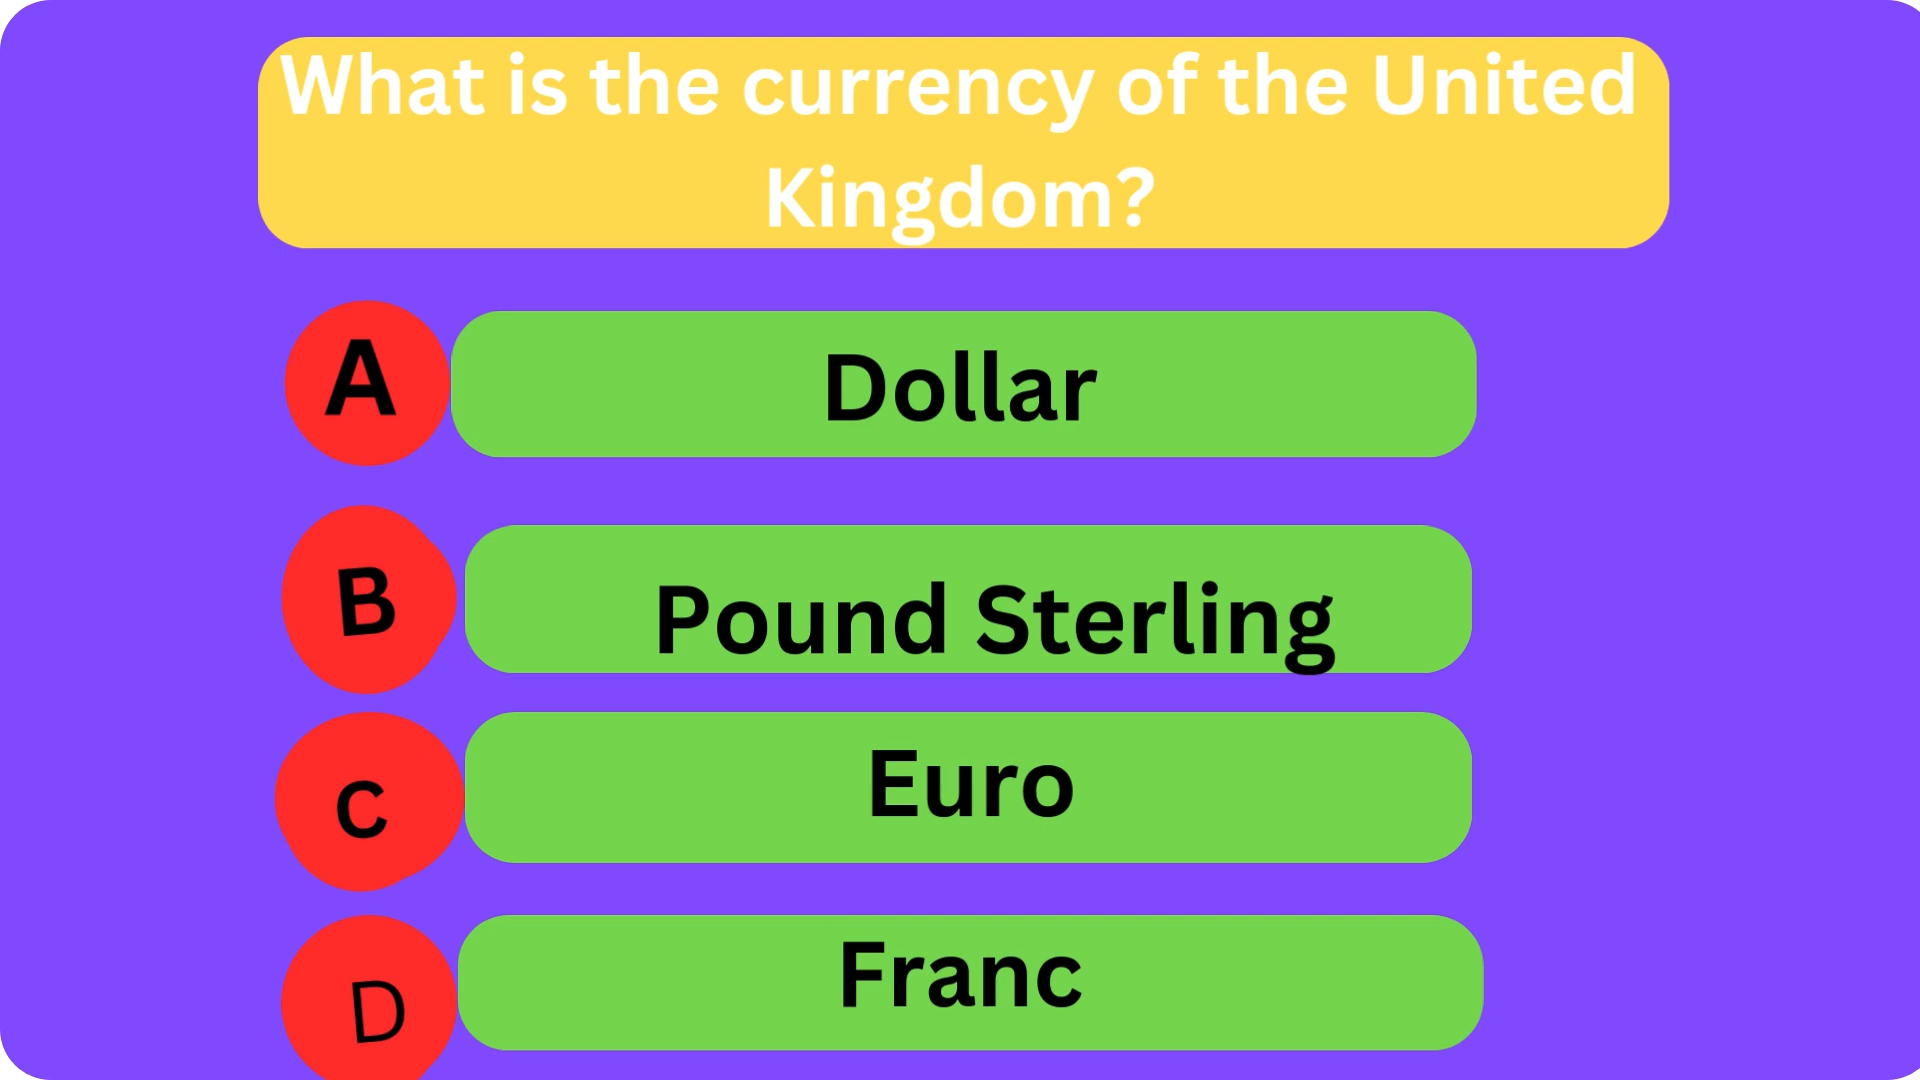 What is the currency of the United
Kingdom?
A Dollar
B Pound Sterling
C Euro
D Franc